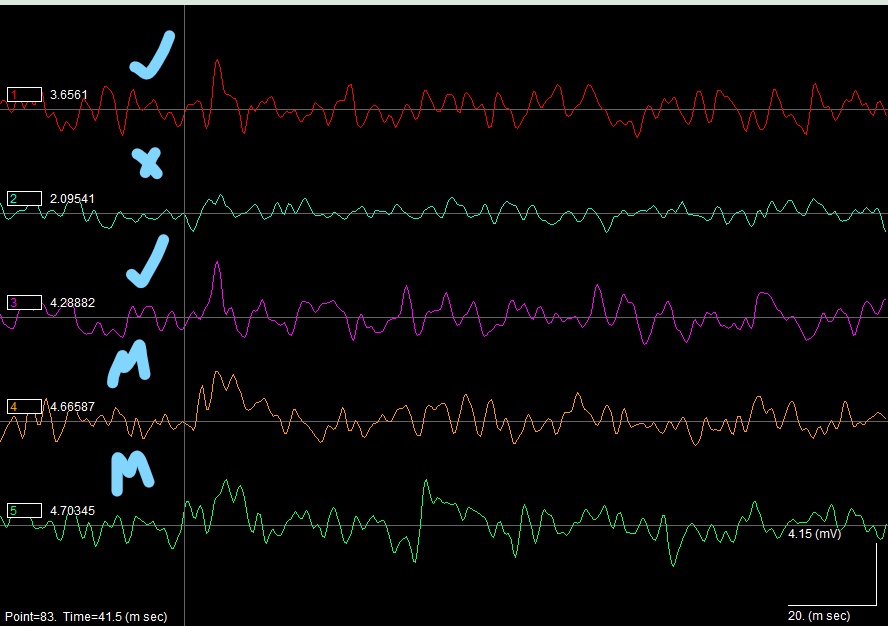 1 3.6561
x
2 2.09541
3 4.28882
M
4 4.66587
M
5 4.70345
4.15 (mV)
20. (m sec)
Point=83. Time=41.5 (m sec)